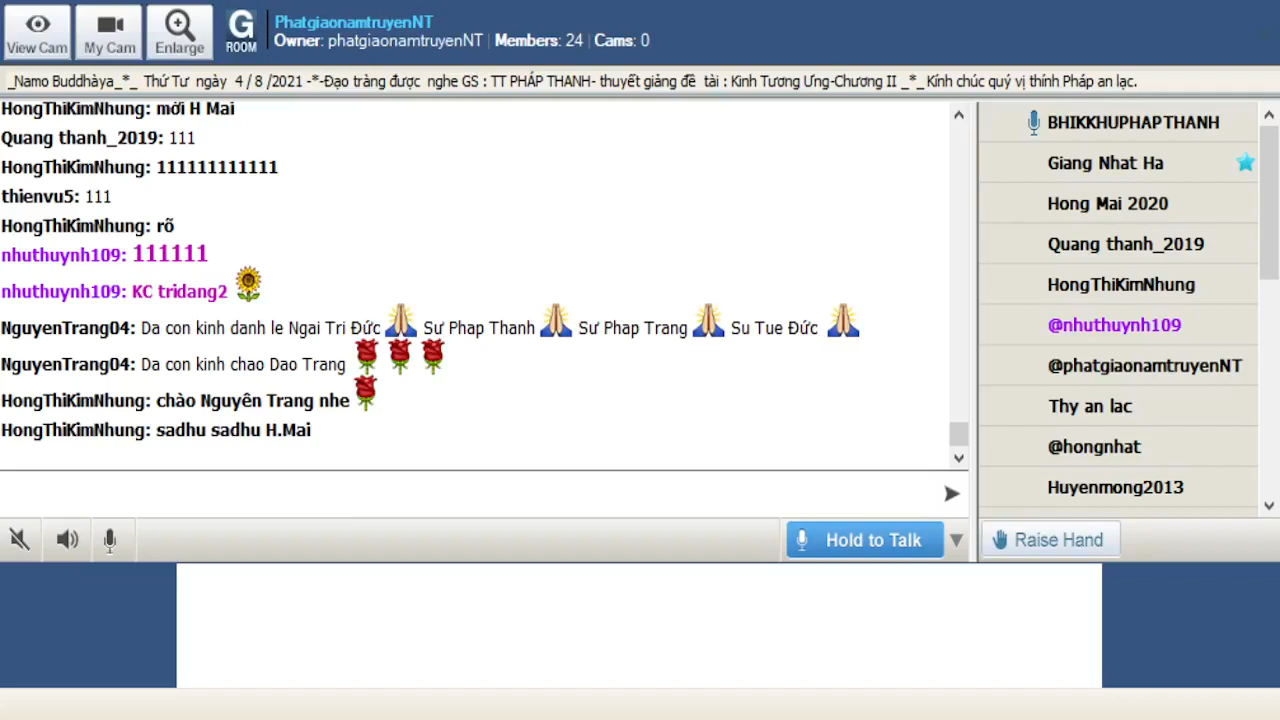 View Cam
My Cam
Enlarge
G
ROOM
PhatgiaonamtruyenNT
Owner: phatgiaonamtruyenNT | Members: 24 | Cams: 0
_Namo Buddhàya_*_ Thứ Tư ngày 4 / 8 /2021 -*-Đạo tràng được nghe GS : TT PHÁP THANH- thuyết giảng đề tài : Kinh Tương Ưng-Chương II _*_ Kính chúc quý vị thính Pháp an lạc.
HongThiKimNhung: mới H Mai
Quang thanh_2019: 111
HongThiKimNhung: 111111111111
thienvu5: 111
HongThiKimNhung: rõ
nhuthuynh109: 111111
nhuthuynh109: KC tridang2
NguyenTrang04: Da con kinh danh le Ngai Tri Đức Sư Phap Thanh Sư Phap Trang Su Tue Đức
NguyenTrang04: Da con kinh chao Dao Trang
HongThiKimNhung: chào Nguyên Trang nhe
HongThiKimNhung: sadhu sadhu H.Mai
BHIKKHUPHAPTHANH
Giang Nhat Ha
Hong Mai 2020
Quang thanh_2019
HongThiKimNhung
@nhuthuynh109
@phatgiaonamtruyenNT
Thy an lac
@hongnhat
Huyenmong2013
Hold to Talk
Raise Hand